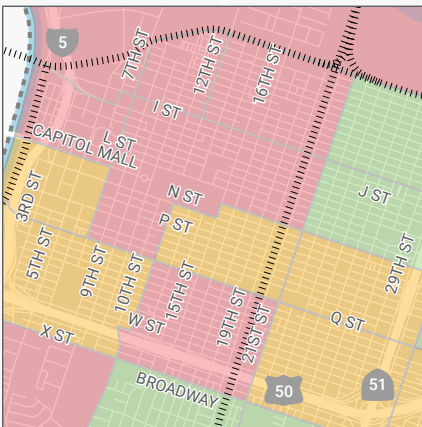 5
7TH ST
12TH ST
16TH ST
I ST
L ST
CAPITOL MALL
J ST
3RD ST
N ST
P ST
5TH ST
9TH ST
10TH ST
15TH ST
19TH ST
21ST ST
29TH ST
Q ST
W ST
X ST
BROADWAY
50
51